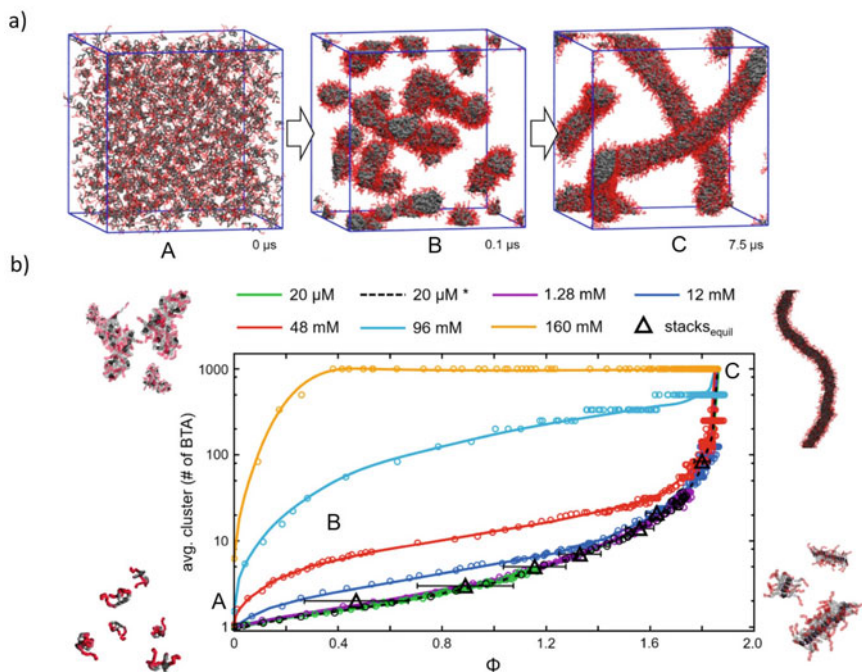 a)
A
0 µs
B
0.1 µs
C
7.5 µs
b)
20 µM
20 µM *
1.28 mM
12 mM
48 mM
96 mM
160 mM
stacks equil
1000
C
100
B
10
A
1
avg. cluster (# of BTA)
0
0.4
0.8
1.2
1.6
2.0
Φ